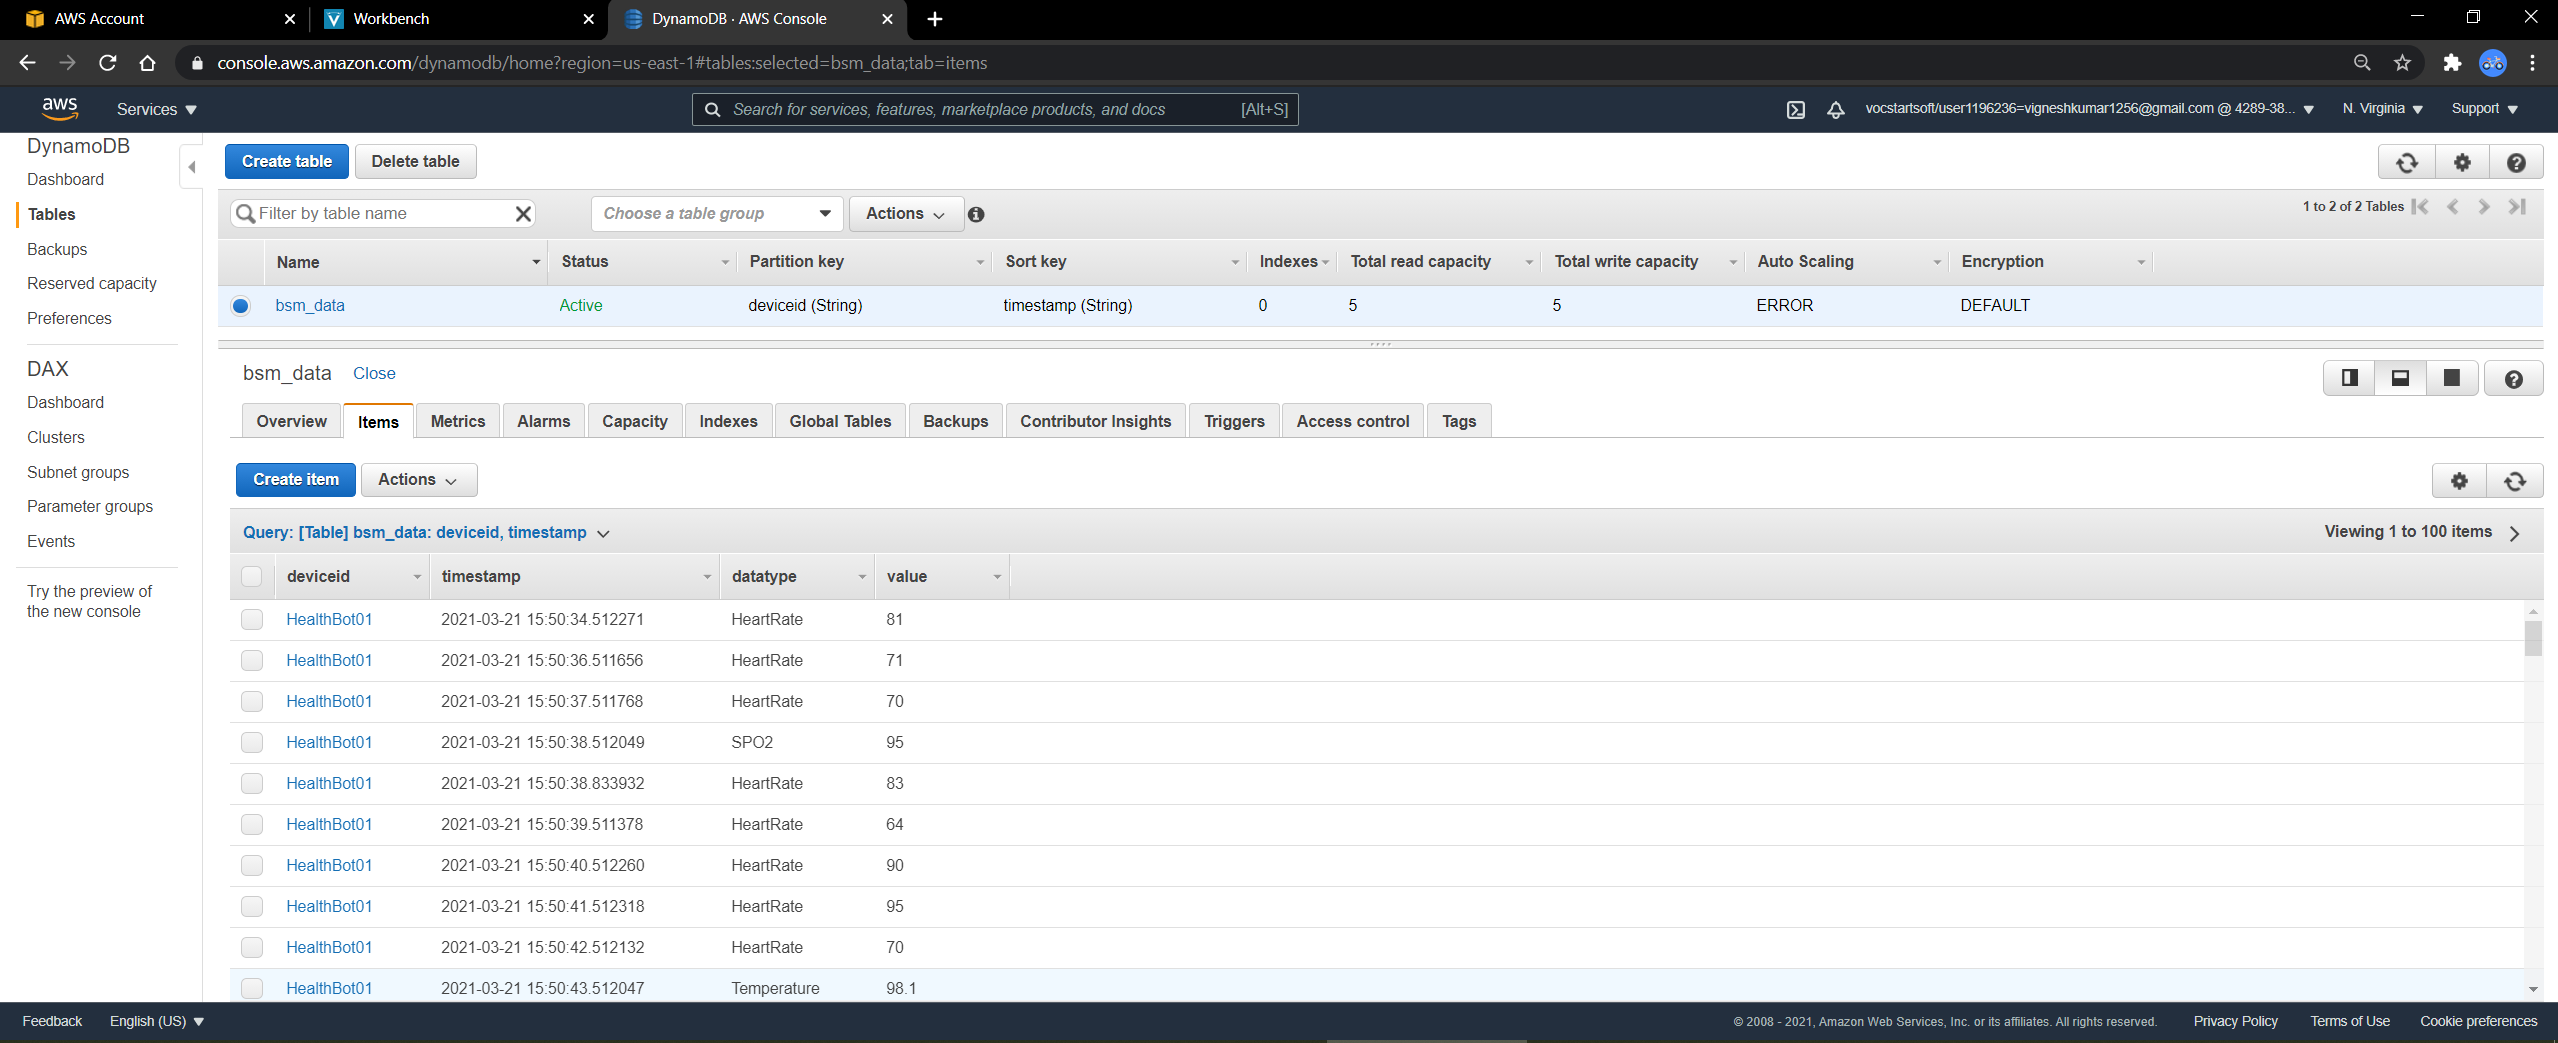 AWS Account
Workbench
DynamoDB · AWS Console
console.aws.amazon.com/dynamodb/home?region=us-east-1#tables:selected=bsm_data;tab=items
aws Services Search for services, features, marketplace products, and docs [Alt+S] vocstartsoft/user1196236=vigneshkumar1256@gmail.com @ 4289-38... N. Virginia Support
DynamoDB
Dashboard
Tables
Backups
Reserved capacity
Preferences
DAX
Dashboard
Clusters
Subnet groups
Parameter groups
Events
Try the preview of
the new console
Create table Delete table
Filter by table name Choose a table group Actions 1 to 2 of 2 Tables
Name Status Partition key Sort key Indexes Total read capacity Total write capacity Auto Scaling Encryption
bsm_data Active deviceid (String) timestamp (String) 0 5 5 ERROR DEFAULT
bsm_data Close
Overview Items Metrics Alarms Capacity Indexes Global Tables Backups Contributor Insights Triggers Access control Tags
Create item Actions
Query: [Table] bsm_data: deviceid, timestamp Viewing 1 to 100 items
deviceid timestamp datatype value
HealthBot01 2021-03-21 15:50:34.512271 HeartRate 81
HealthBot01 2021-03-21 15:50:36.511656 HeartRate 71
HealthBot01 2021-03-21 15:50:37.511768 HeartRate 70
HealthBot01 2021-03-21 15:50:38.512049 SPO2 95
HealthBot01 2021-03-21 15:50:38.833932 HeartRate 83
HealthBot01 2021-03-21 15:50:39.511378 HeartRate 64
HealthBot01 2021-03-21 15:50:40.512260 HeartRate 90
HealthBot01 2021-03-21 15:50:41.512318 HeartRate 95
HealthBot01 2021-03-21 15:50:42.512132 HeartRate 70
HealthBot01 2021-03-21 15:50:43.512047 Temperature 98.1
Feedback English (US) © 2008 - 2021, Amazon Web Services, Inc. or its affiliates. All rights reserved. Privacy Policy Terms of Use Cookie preferences